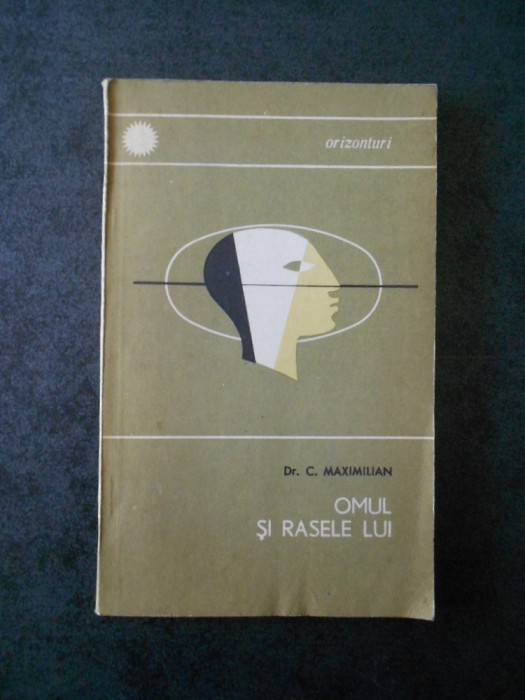 orizonturi
Dr. C. MAXIMILIAN
OMUL
ŞI RASELE LUI